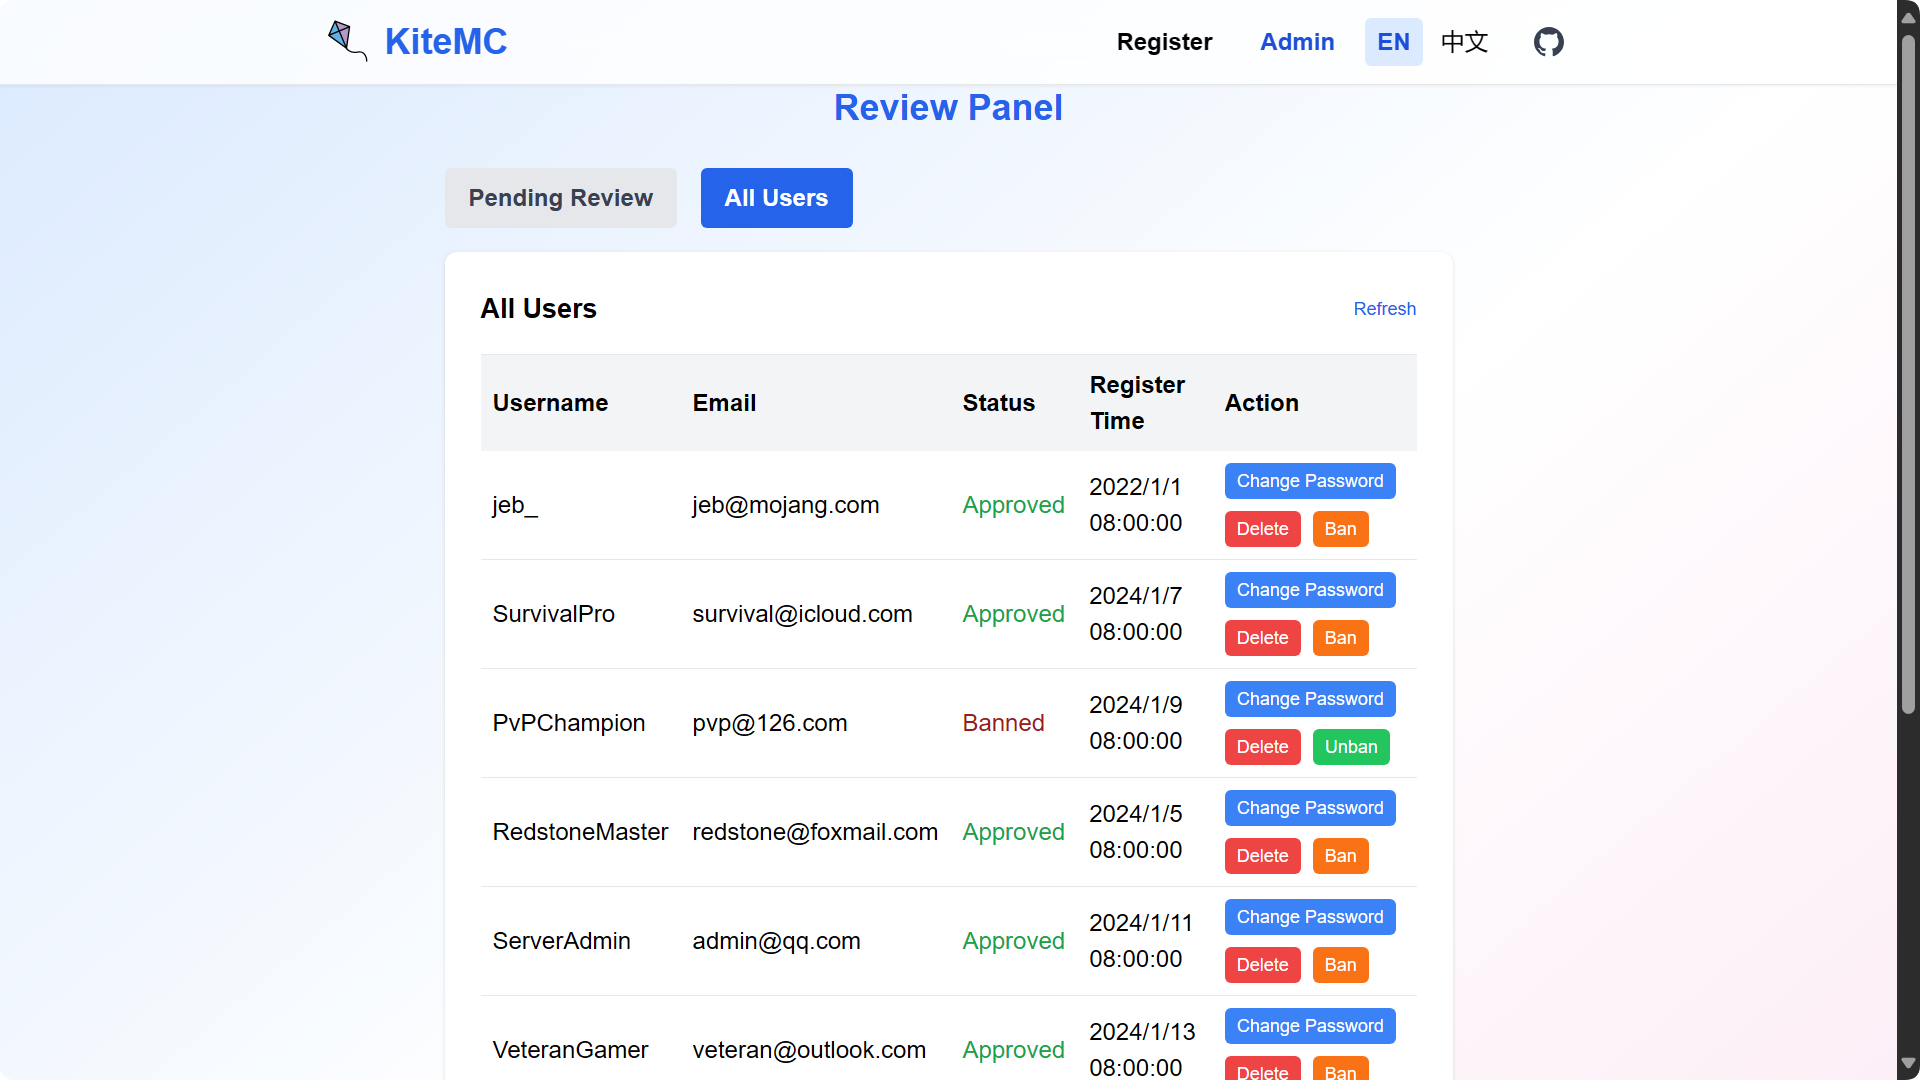 KiteMC
Register Admin EN 中文
Review Panel
Pending Review All Users
All Users
Refresh
Username Email Status Register Time Action
jeb_ jeb@mojang.com Approved 2022/1/1 08:00:00 Change Password Delete Ban
SurvivalPro survival@icloud.com Approved 2024/1/7 08:00:00 Change Password Delete Ban
PvPChampion pvp@126.com Banned 2024/1/9 08:00:00 Change Password Delete Unban
RedstoneMaster redstone@foxmail.com Approved 2024/1/5 08:00:00 Change Password Delete Ban
ServerAdmin admin@qq.com Approved 2024/1/11 08:00:00 Change Password Delete Ban
VeteranGamer veteran@outlook.com Approved 2024/1/13 08:00:00 Change Password Delete Ban